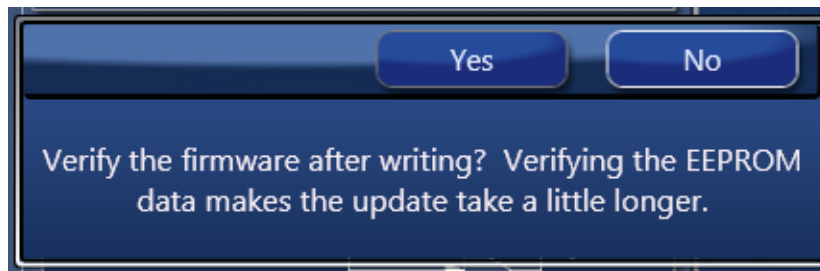 Yes No
Verify the firmware after writing?  Verifying the EEPROM
data makes the update take a little longer.